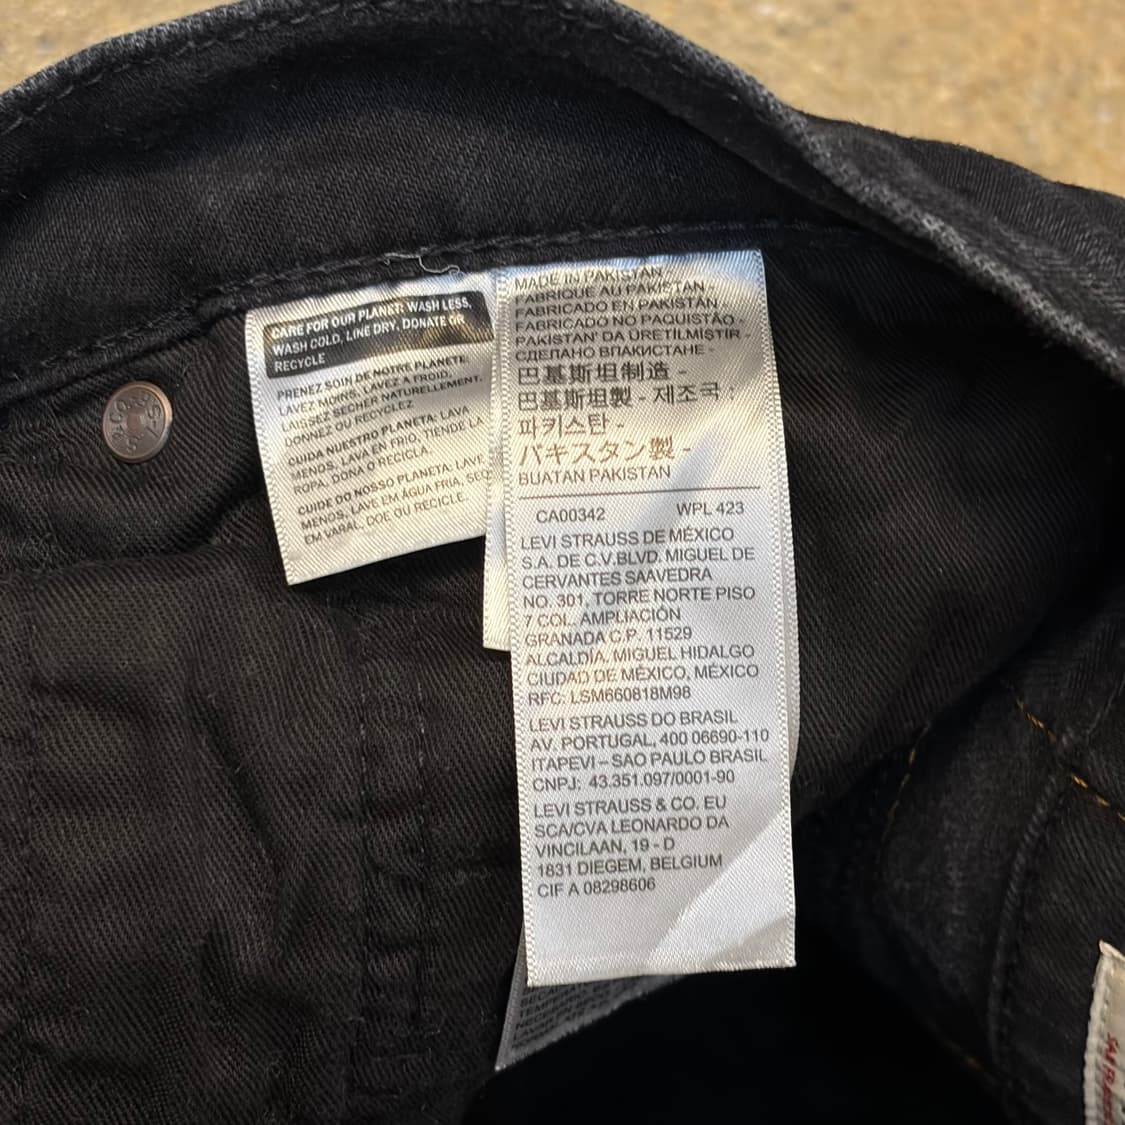 CARE FOR OUR PLANET: WASH LESS,
WASH COLD, LINE DRY, DONATE OR
RECYCLE
PRENEZ SOIN DE NOTRE PLANÈTE:
LAVEZ MOINS, LAVEZ A FROID,
LAISSEZ SÉCHER NATURELLEMENT,
DONNEZ OU RECYCLEZ
CUIDA NUESTRO PLANETA: LAVA
MENOS, LAVA EN FRIO, TIENDE LA
ROPA, DONA O RECICLA.
CUIDE DO NOSSO PLANETA: LAVE
MENOS, LAVE EM ÁGUA FRIA, SEQ
EM VARAL, DOE OU RECICLE.
MADE IN PAKISTAN
FABRIQUE AU PAKISTAN
FABRICADO EN PAKISTÁN
FABRICADO NO PAQUISTÃO -
PAKISTAN' DA ÜRETİLMİŞTİR -
СДЕЛАНО ВПАКИСТАНЕ -
巴基斯坦制造 -
巴基斯坦製 - 제조국 :
파키스탄 -
パキスタン製 -
BUATAN PAKISTAN
CA00342 WPL 423
LEVI STRAUSS DE MÉXICO
S.A. DE C.V.BLVD. MIGUEL DE
CERVANTES SAAVEDRA
NO. 301, TORRE NORTE PISO
7 COL. AMPLIACIÓN
GRANADA C.P. 11529
ALCALDÍA. MIGUEL HIDALGO
CIUDAD DE MÉXICO, MÉXICO
RFC: LSM660818M98
LEVI STRAUSS DO BRASIL
AV. PORTUGAL, 400 06690-110
ITAPEVI – SAO PAULO BRASIL
CNPJ: 43.351.097/0001-90
LEVI STRAUSS & CO. EU
SCA/CVA LEONARDO DA
VINCILAAN, 19 - D
1831 DIEGEM, BELGIUM
CIF A 08298606